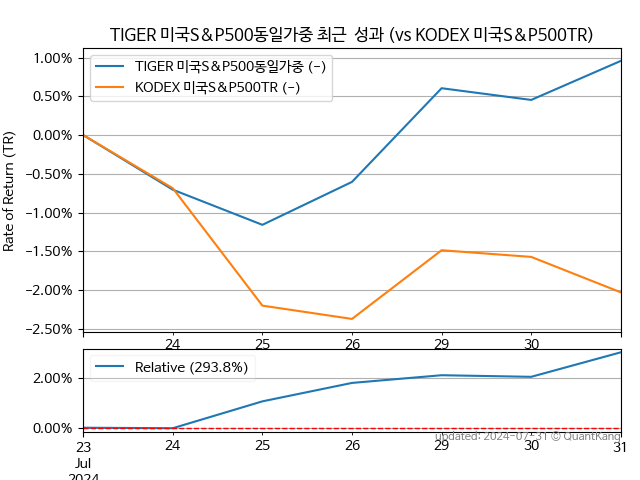 TIGER 미국S&P500동일가중 최근 성과 (vs KODEX 미국S&P500TR)
1.00%
0.50%
0.00%
−0.50%
−1.00%
−1.50%
−2.00%
−2.50%
Rate of Return (TR)
TIGER 미국S&P500동일가중 (-)
KODEX 미국S&P500TR (-)
24 25 26 29 30
2.00%
0.00%
Relative (293.8%)
updated: 2024-07-31 © QuantKang
23 24 25 26 29 30 31
Jul
2024